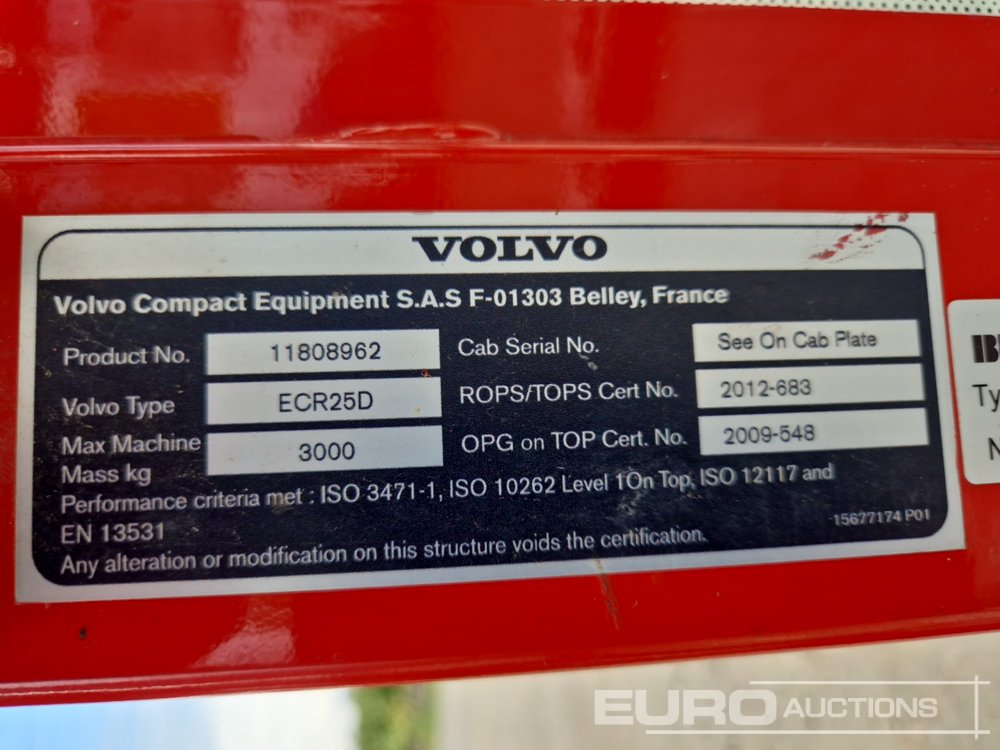 VOLVO
Volvo Compact Equipment S.A.S F-01303 Belley, France
Product No. 11808962 Cab Serial No. See On Cab Plate
Volvo Type ECR25D ROPS/TOPS Cert No. 2012-683
Max Machine Mass kg 3000 OPG on TOP Cert. No. 2009-548
Performance criteria met : ISO 3471-1, ISO 10262 Level 1On Top, ISO 12117 and
EN 13531
15677174 P01
Any alteration or modification on this structure voids the certification.
EURO AUCTIONS